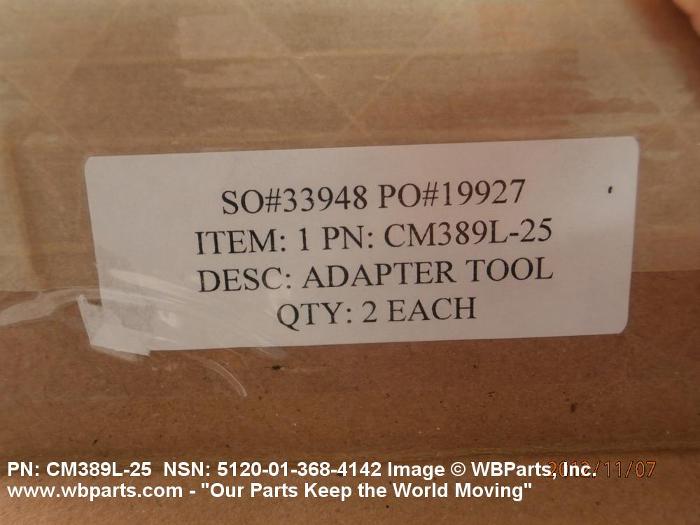 SO#33948 PO#19927
ITEM: 1 PN: CM389L-25
DESC: ADAPTER TOOL
QTY: 2 EACH
PN: CM389L-25 NSN: 5120-01-368-4142 Image © WBParts, Inc.
www.wbparts.com - "Our Parts Keep the World Moving"